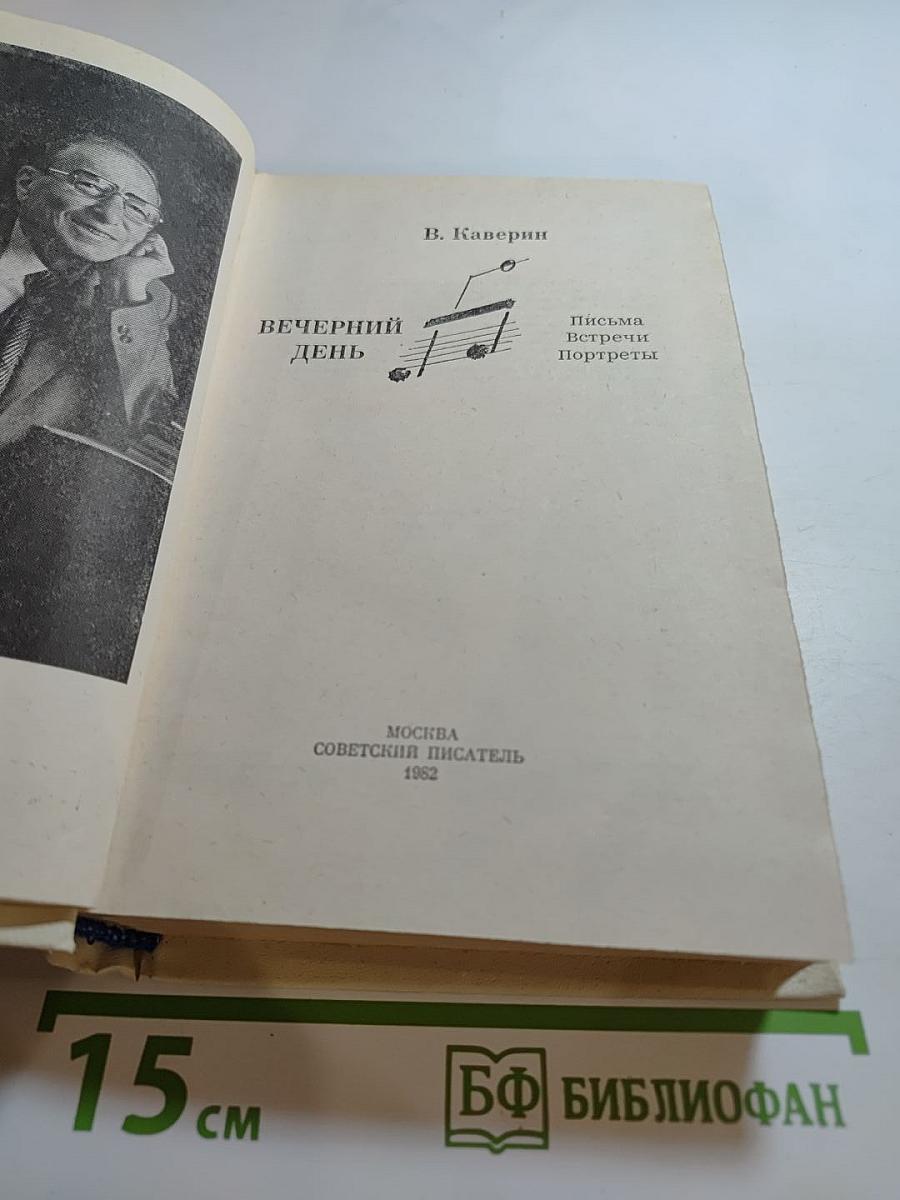 В. Каверин
ВЕЧЕРНИЙ
ДЕНЬ
Письма
Встречи
Портреты
МОСКВА
СОВЕТСКИЙ ПИСАТЕЛЬ
1982
15 см
БФ БИБЛИОФАН